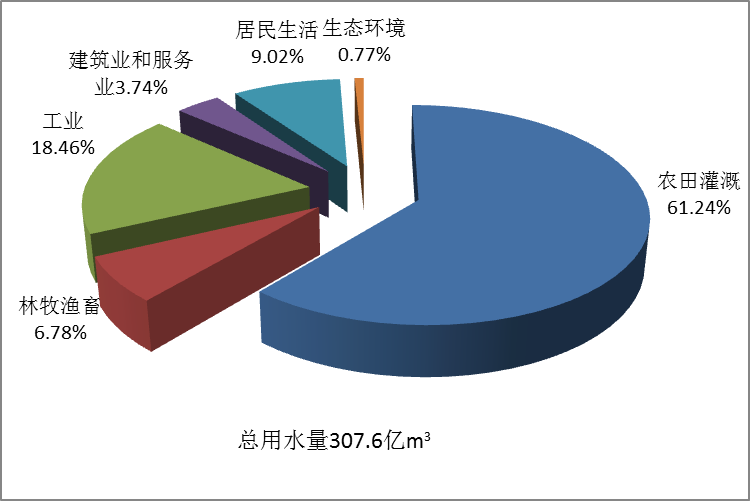 居民生活
9.02%
生态环境
0.77%
建筑业和服务
业3.74%
工业
18.46%
农田灌溉
61.24%
林牧渔畜
6.78%
总用水量307.6亿m³